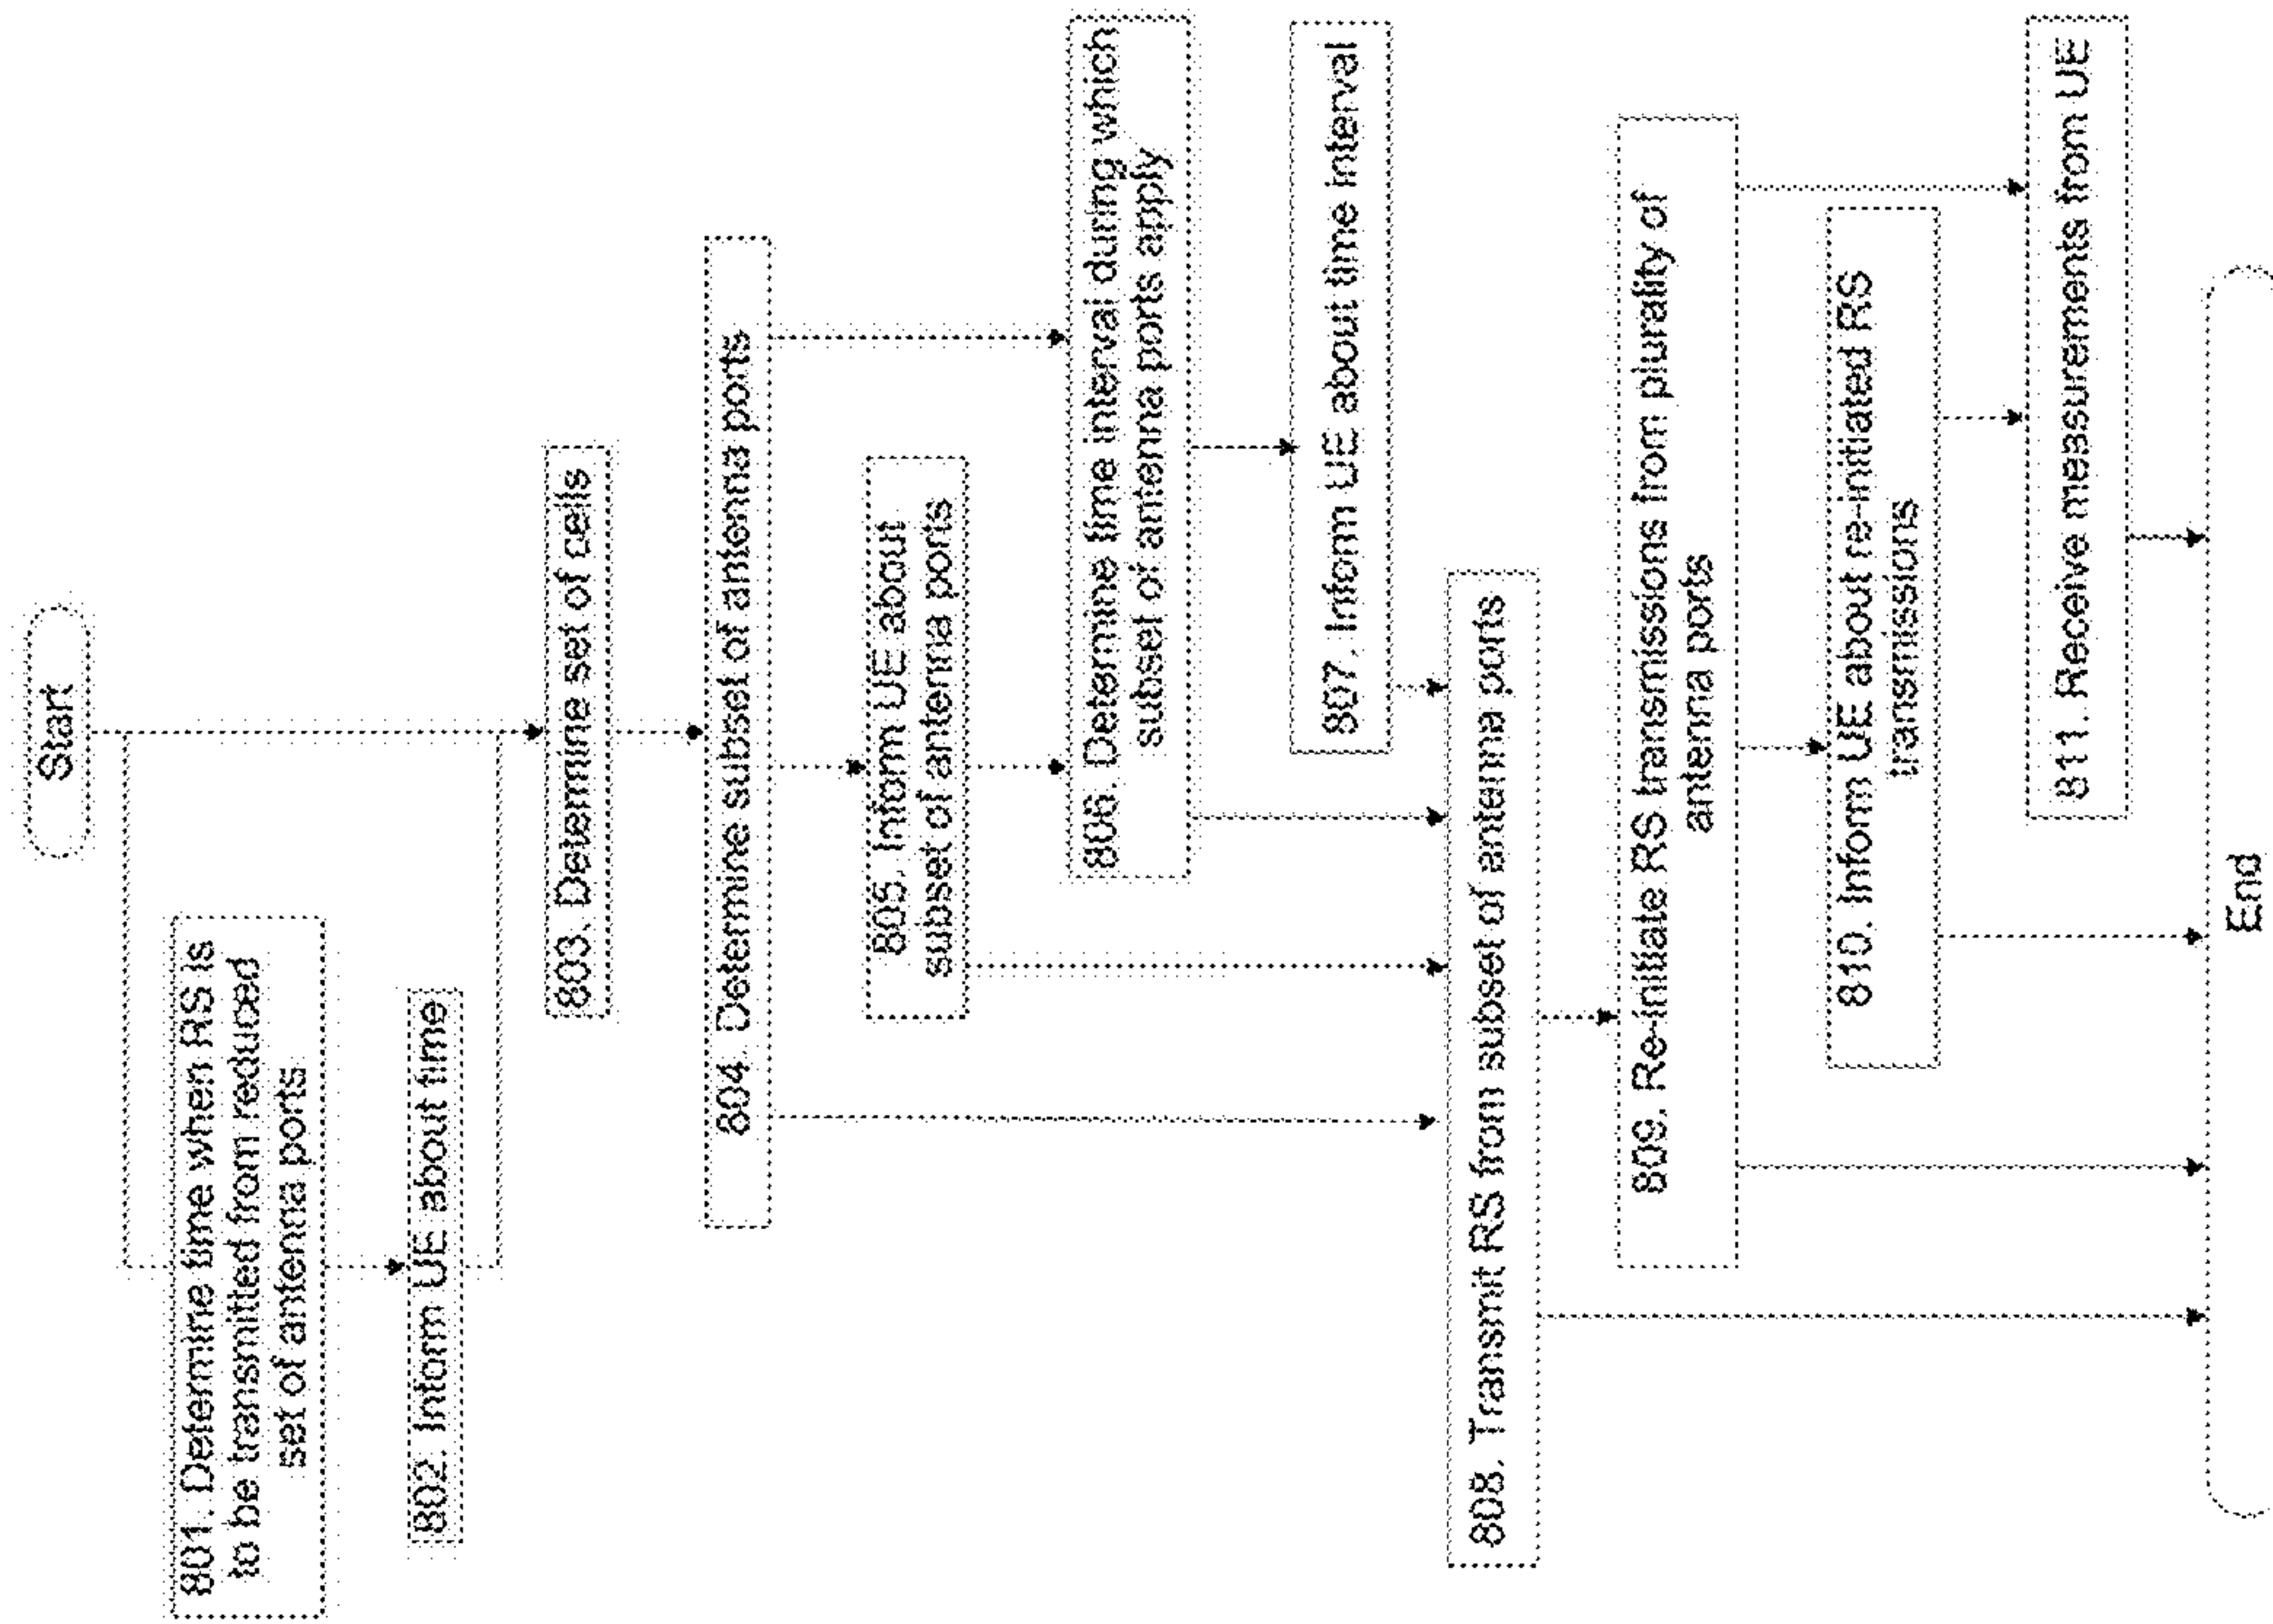 Start
801. Determine time when RS is
to be transmitted from reduced
set of antenna ports
802. Inform UE about time
803. Determine set of cells
804. Determine subset of antenna ports
805. Inform UE about
subset of antenna ports
806. Determine time interval during which
subset of antenna ports apply
807. Inform UE about time interval
808. Transmit RS from subset of antenna ports
809. Re-initiate RS transmissions from plurality of
antenna ports
810. Inform UE about re-initiated RS
transmissions
811. Receive measurements from UE
End